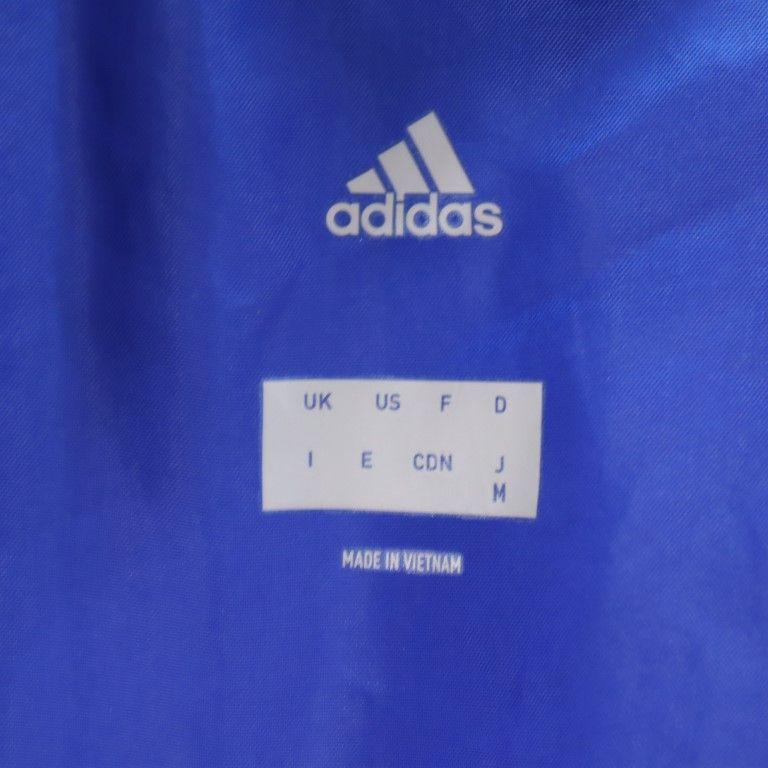 adidas
UK US F D
I E CDN J
M
MADE IN VIETNAM